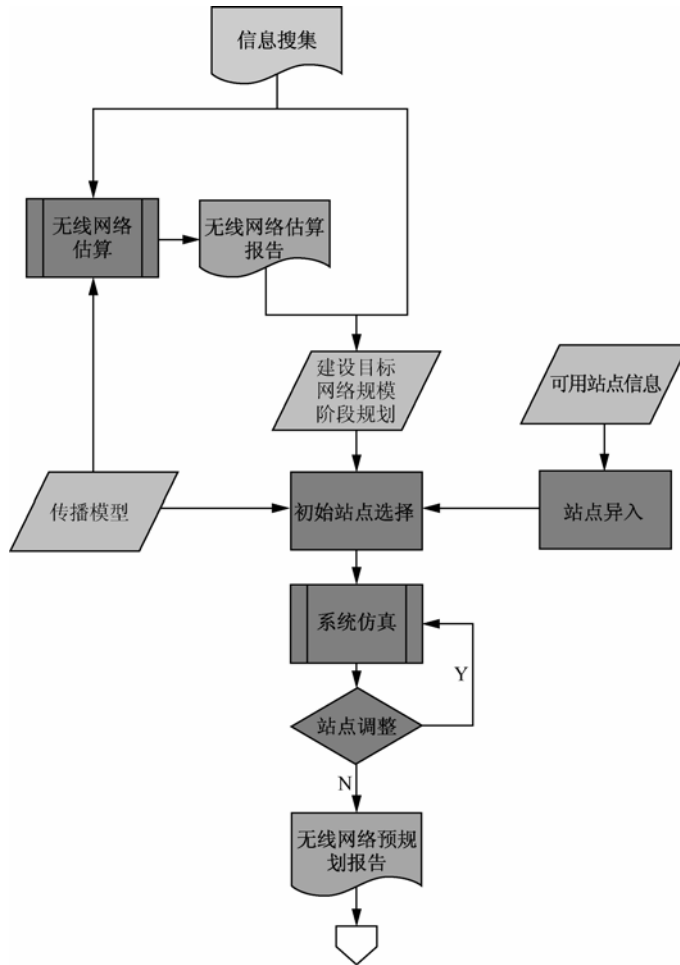 信息搜集
无线网络
估算
无线网络估算
报告
建设目标
网络规模
阶段规划
可用站点信息
传播模型
初始站点选择
站点异入
系统仿真
Y
站点调整
N
无线网络预规
划报告